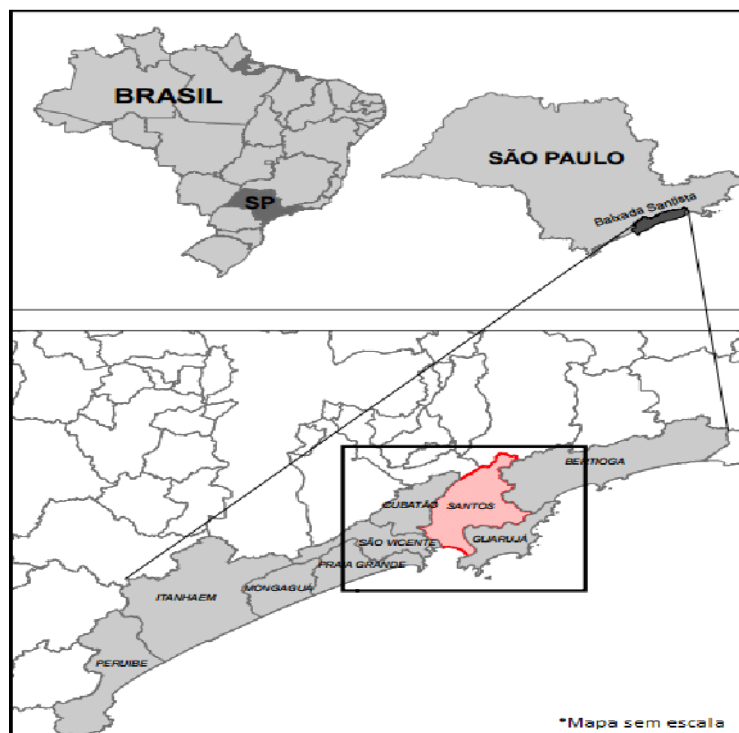 BRASIL
SP
SÃO PAULO
Baixada Santista
BERTIOGA
CUBATÃO
SANTOS
SÃO VICENTE
GUARUJÁ
PRAIA GRANDE
MONGAGUÁ
ITANHAEM
PERUIBE
*Mapa sem escala